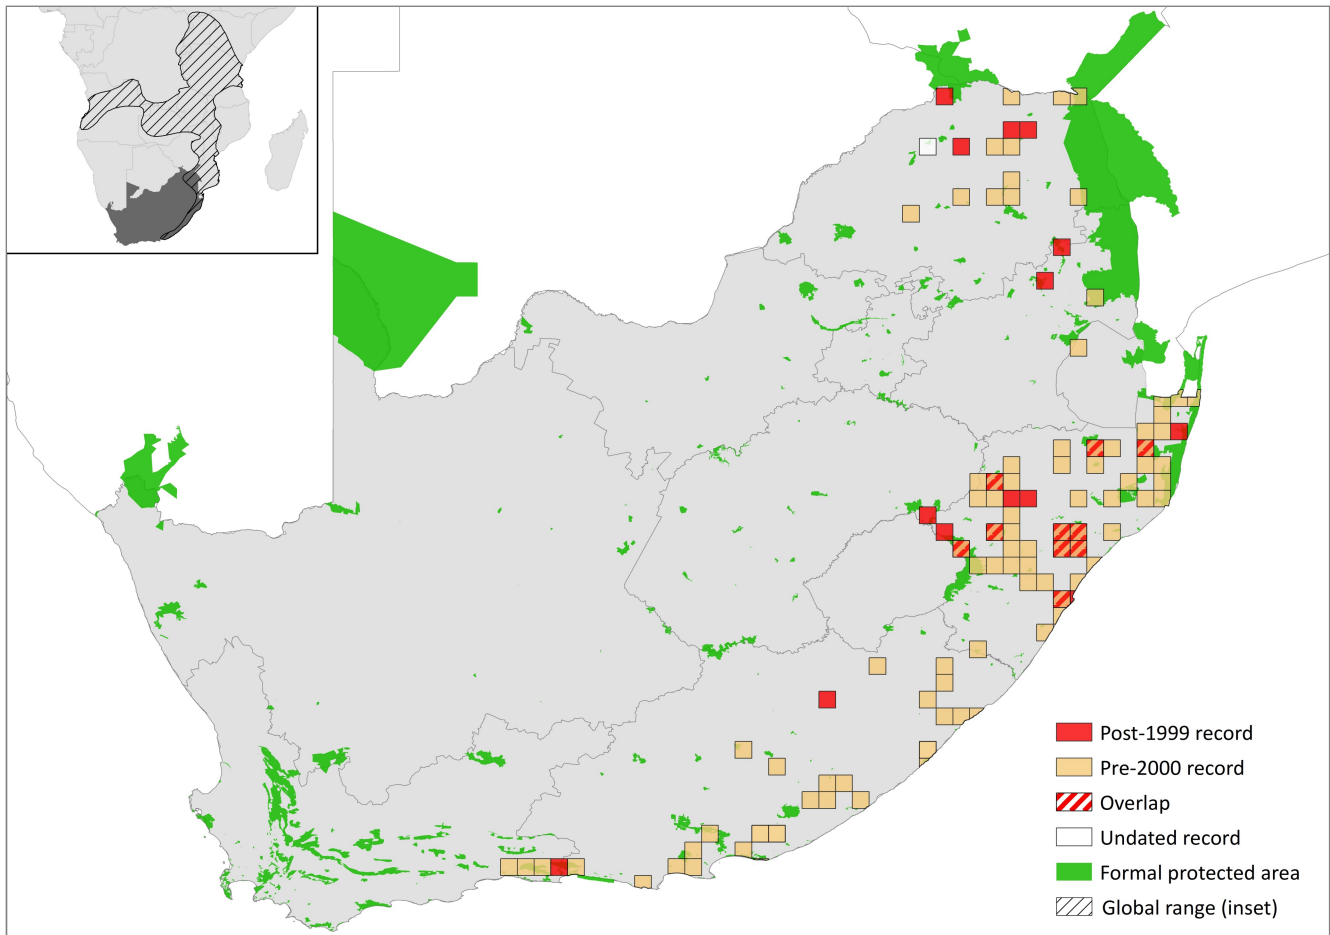 Post-1999 record
Pre-2000 record
Overlap
Undated record
Formal protected area
Global range (inset)